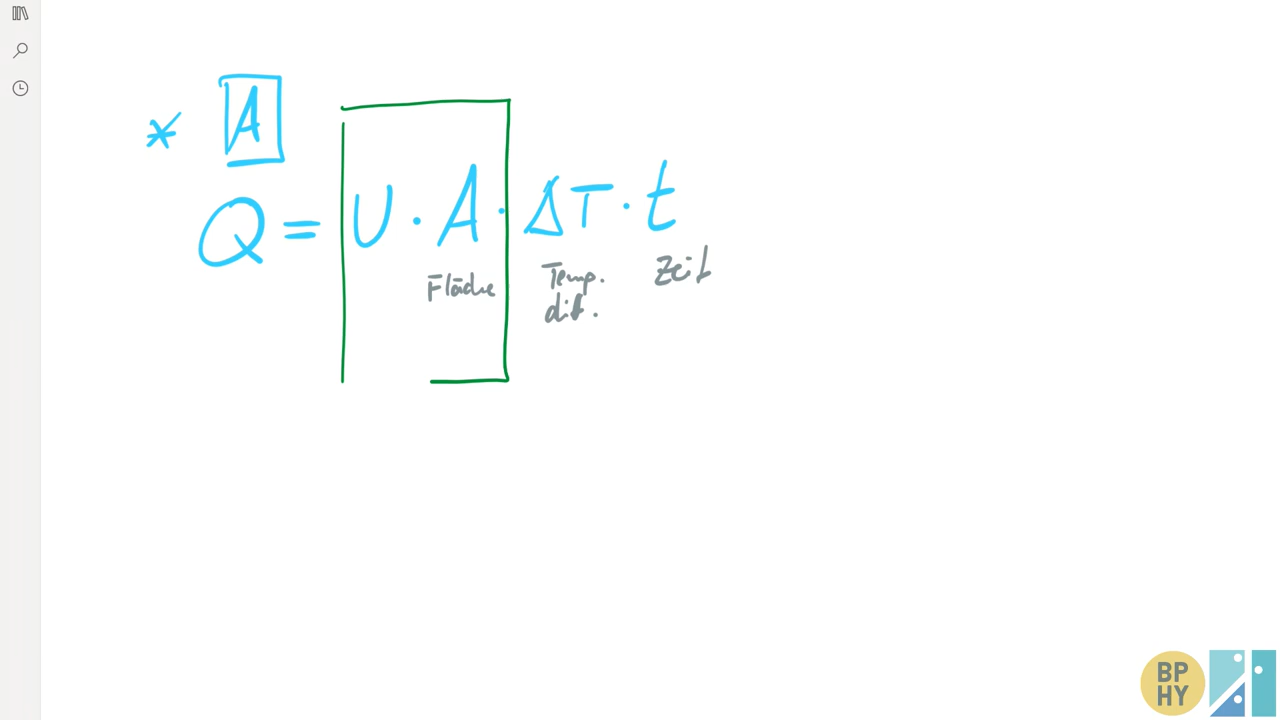 * A
Q = U · A · ΔT · t
Fläche Temp. Zeit
dif.
BP
HY